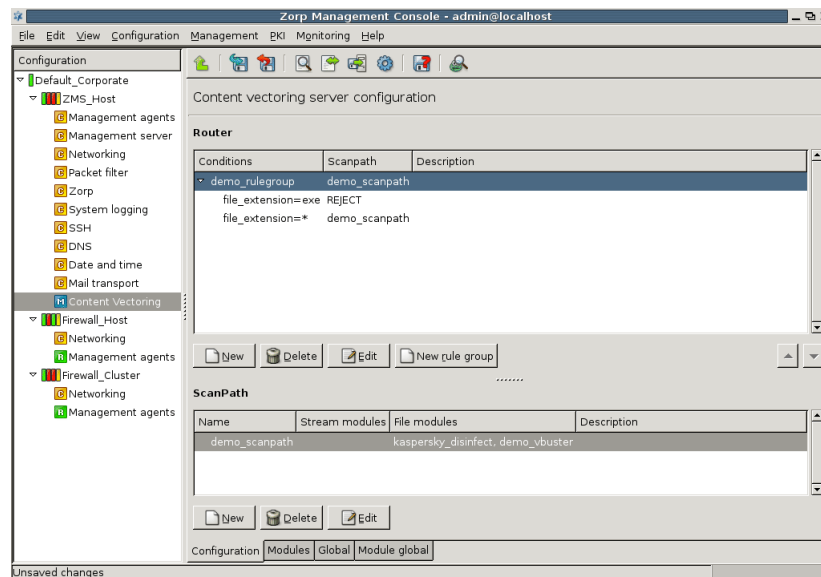 Zorp Management Console - admin@localhost
File Edit View Configuration Management PKI Monitoring Help
Configuration
Default_Corporate
ZMS_Host
Management agents
Management server
Networking
Packet filter
Zorp
System logging
SSH
DNS
Date and time
Mail transport
Content Vectoring
Firewall_Host
Networking
Management agents
Firewall_Cluster
Networking
Management agents
Content vectoring server configuration
Router
Conditions Scanpath Description
demo_rulegroup demo_scanpath
file_extension=exe REJECT
file_extension=* demo_scanpath
New Delete Edit New rule group
ScanPath
Name Stream modules File modules Description
demo_scanpath kaspersky_disinfect, demo_vbuster
New Delete Edit
Configuration Modules Global Module global
Unsaved changes